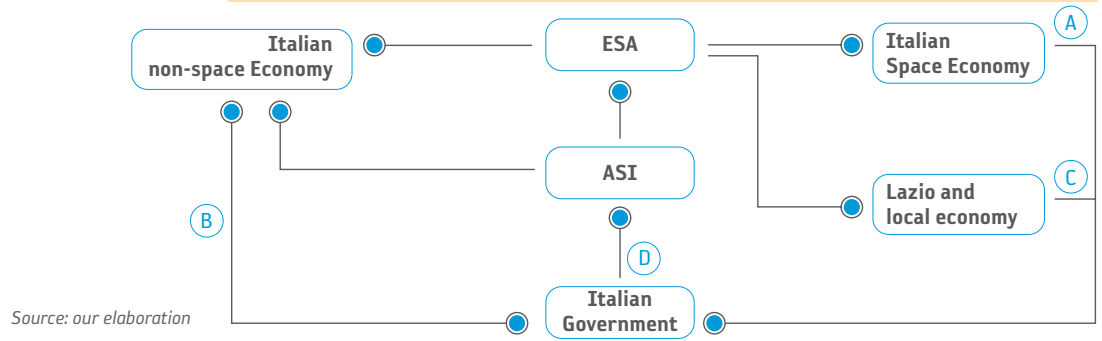 A
Italian
non-space Economy
ESA
Italian
Space Economy
ASI
C
Lazio and
local economy
B
D
Italian
Government
Source: our elaboration